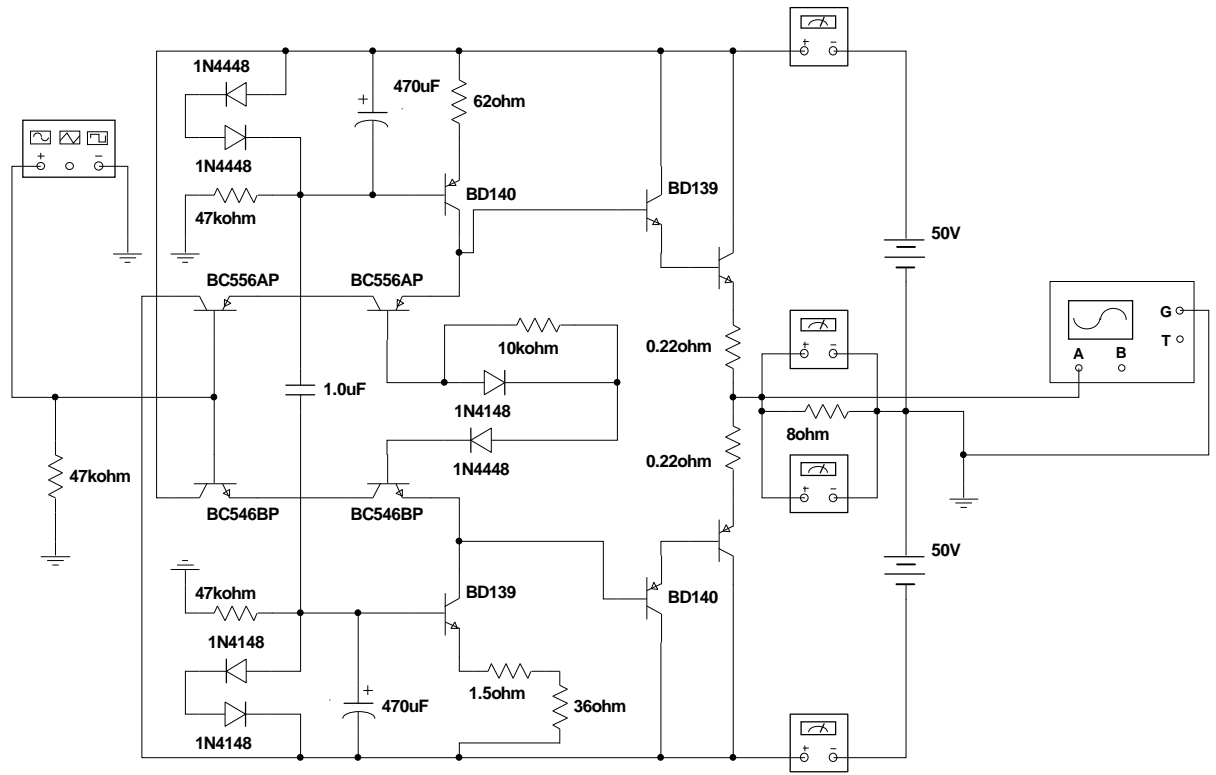 1N4448
470uF
62ohm
+
+ −
1N4448
BD140
BD139
47kohm
+ −
50V
BC556AP
BC556AP
10kohm
0.22ohm
+ −
G
A B
T
1.0uF
1N4148
8ohm
1N4448
0.22ohm
47kohm
+ −
BC546BP
BC546BP
50V
47kohm
BD139
BD140
1N4148
1.5ohm
+
470uF
36ohm
1N4148
+ −